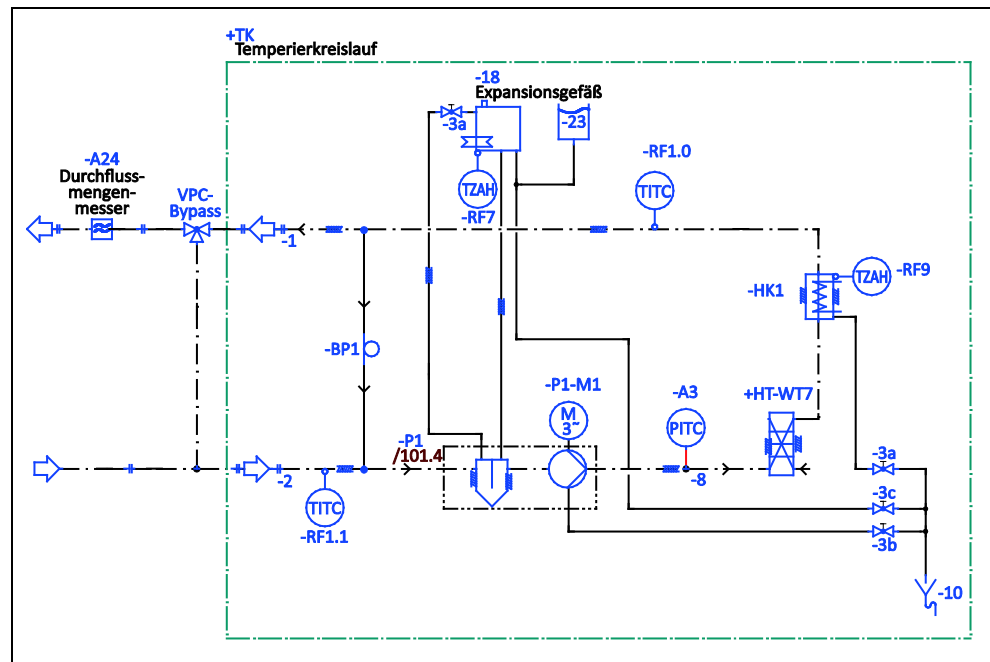 +TK
Temperierkreislauf
-18
Expansionsgefäß
-3a
-23
TZAH
-RF7
-RF1.0
TITC
-A24
Durchfluss-
mengen-
messer
VPC-
Bypass
-1
-HK1
TZAH
-RF9
-BP1
-P1-M1
M
3~
-A3
PITC
+HT-WT7
-P1
/101.4
-2
TITC
-RF1.1
-8
-3a
-3c
-3b
-10